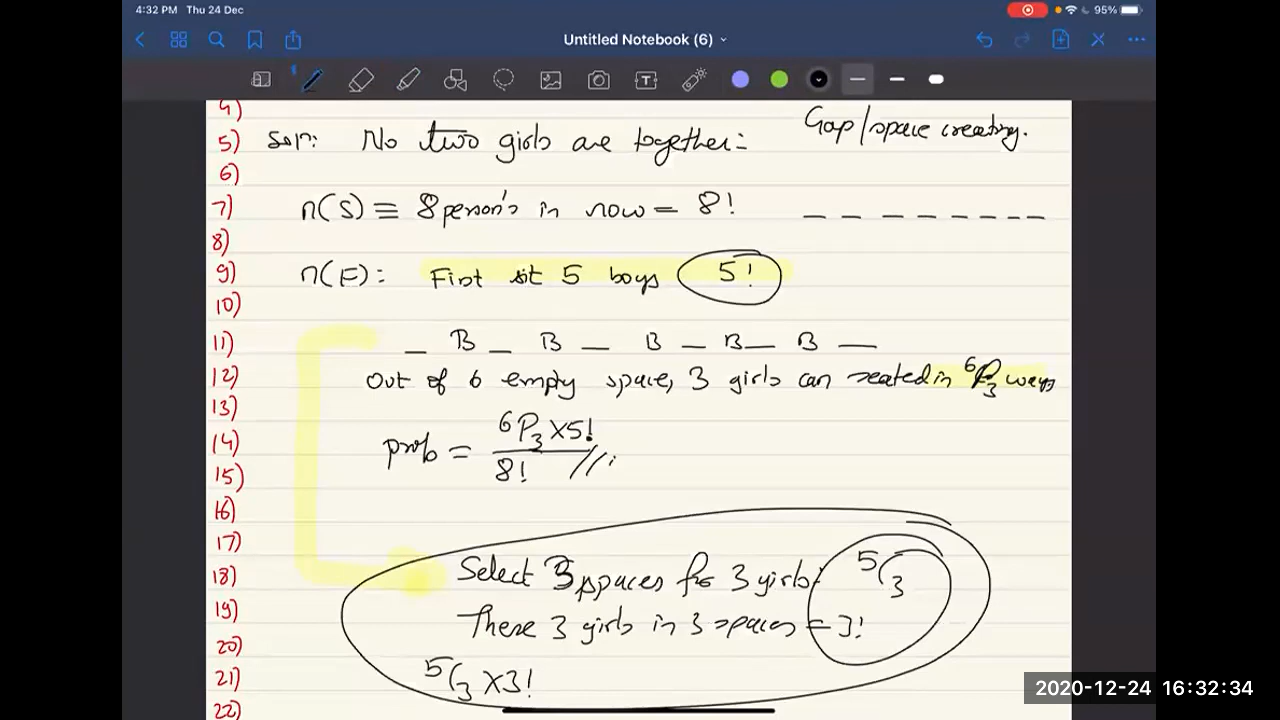 4:32 PM Thu 24 Dec
95%
Untitled Notebook (6)
4)
Gap/space creating.
5) Soln: No two girls are together:-
6)
7) n(S) ≡ 8 person's in row = 8! _ _ _ _ _ _ _ _
8)
9) n(E): First sit 5 boys 5!
10)
11) _ B _ B _ B _ B _ B _
12) Out of 6 empty space, 3 girls can seated in ⁶P₃ ways
13)
14) prob = ⁶P₃ X 5!
15) 8! //.
16)
17)
18) Select 3 spaces for 3 girls: ⁵C₃
19) These 3 girls in 3 spaces = 3!
20)
21) ⁵C₃ X 3!
22)
2020-12-24 16:32:34